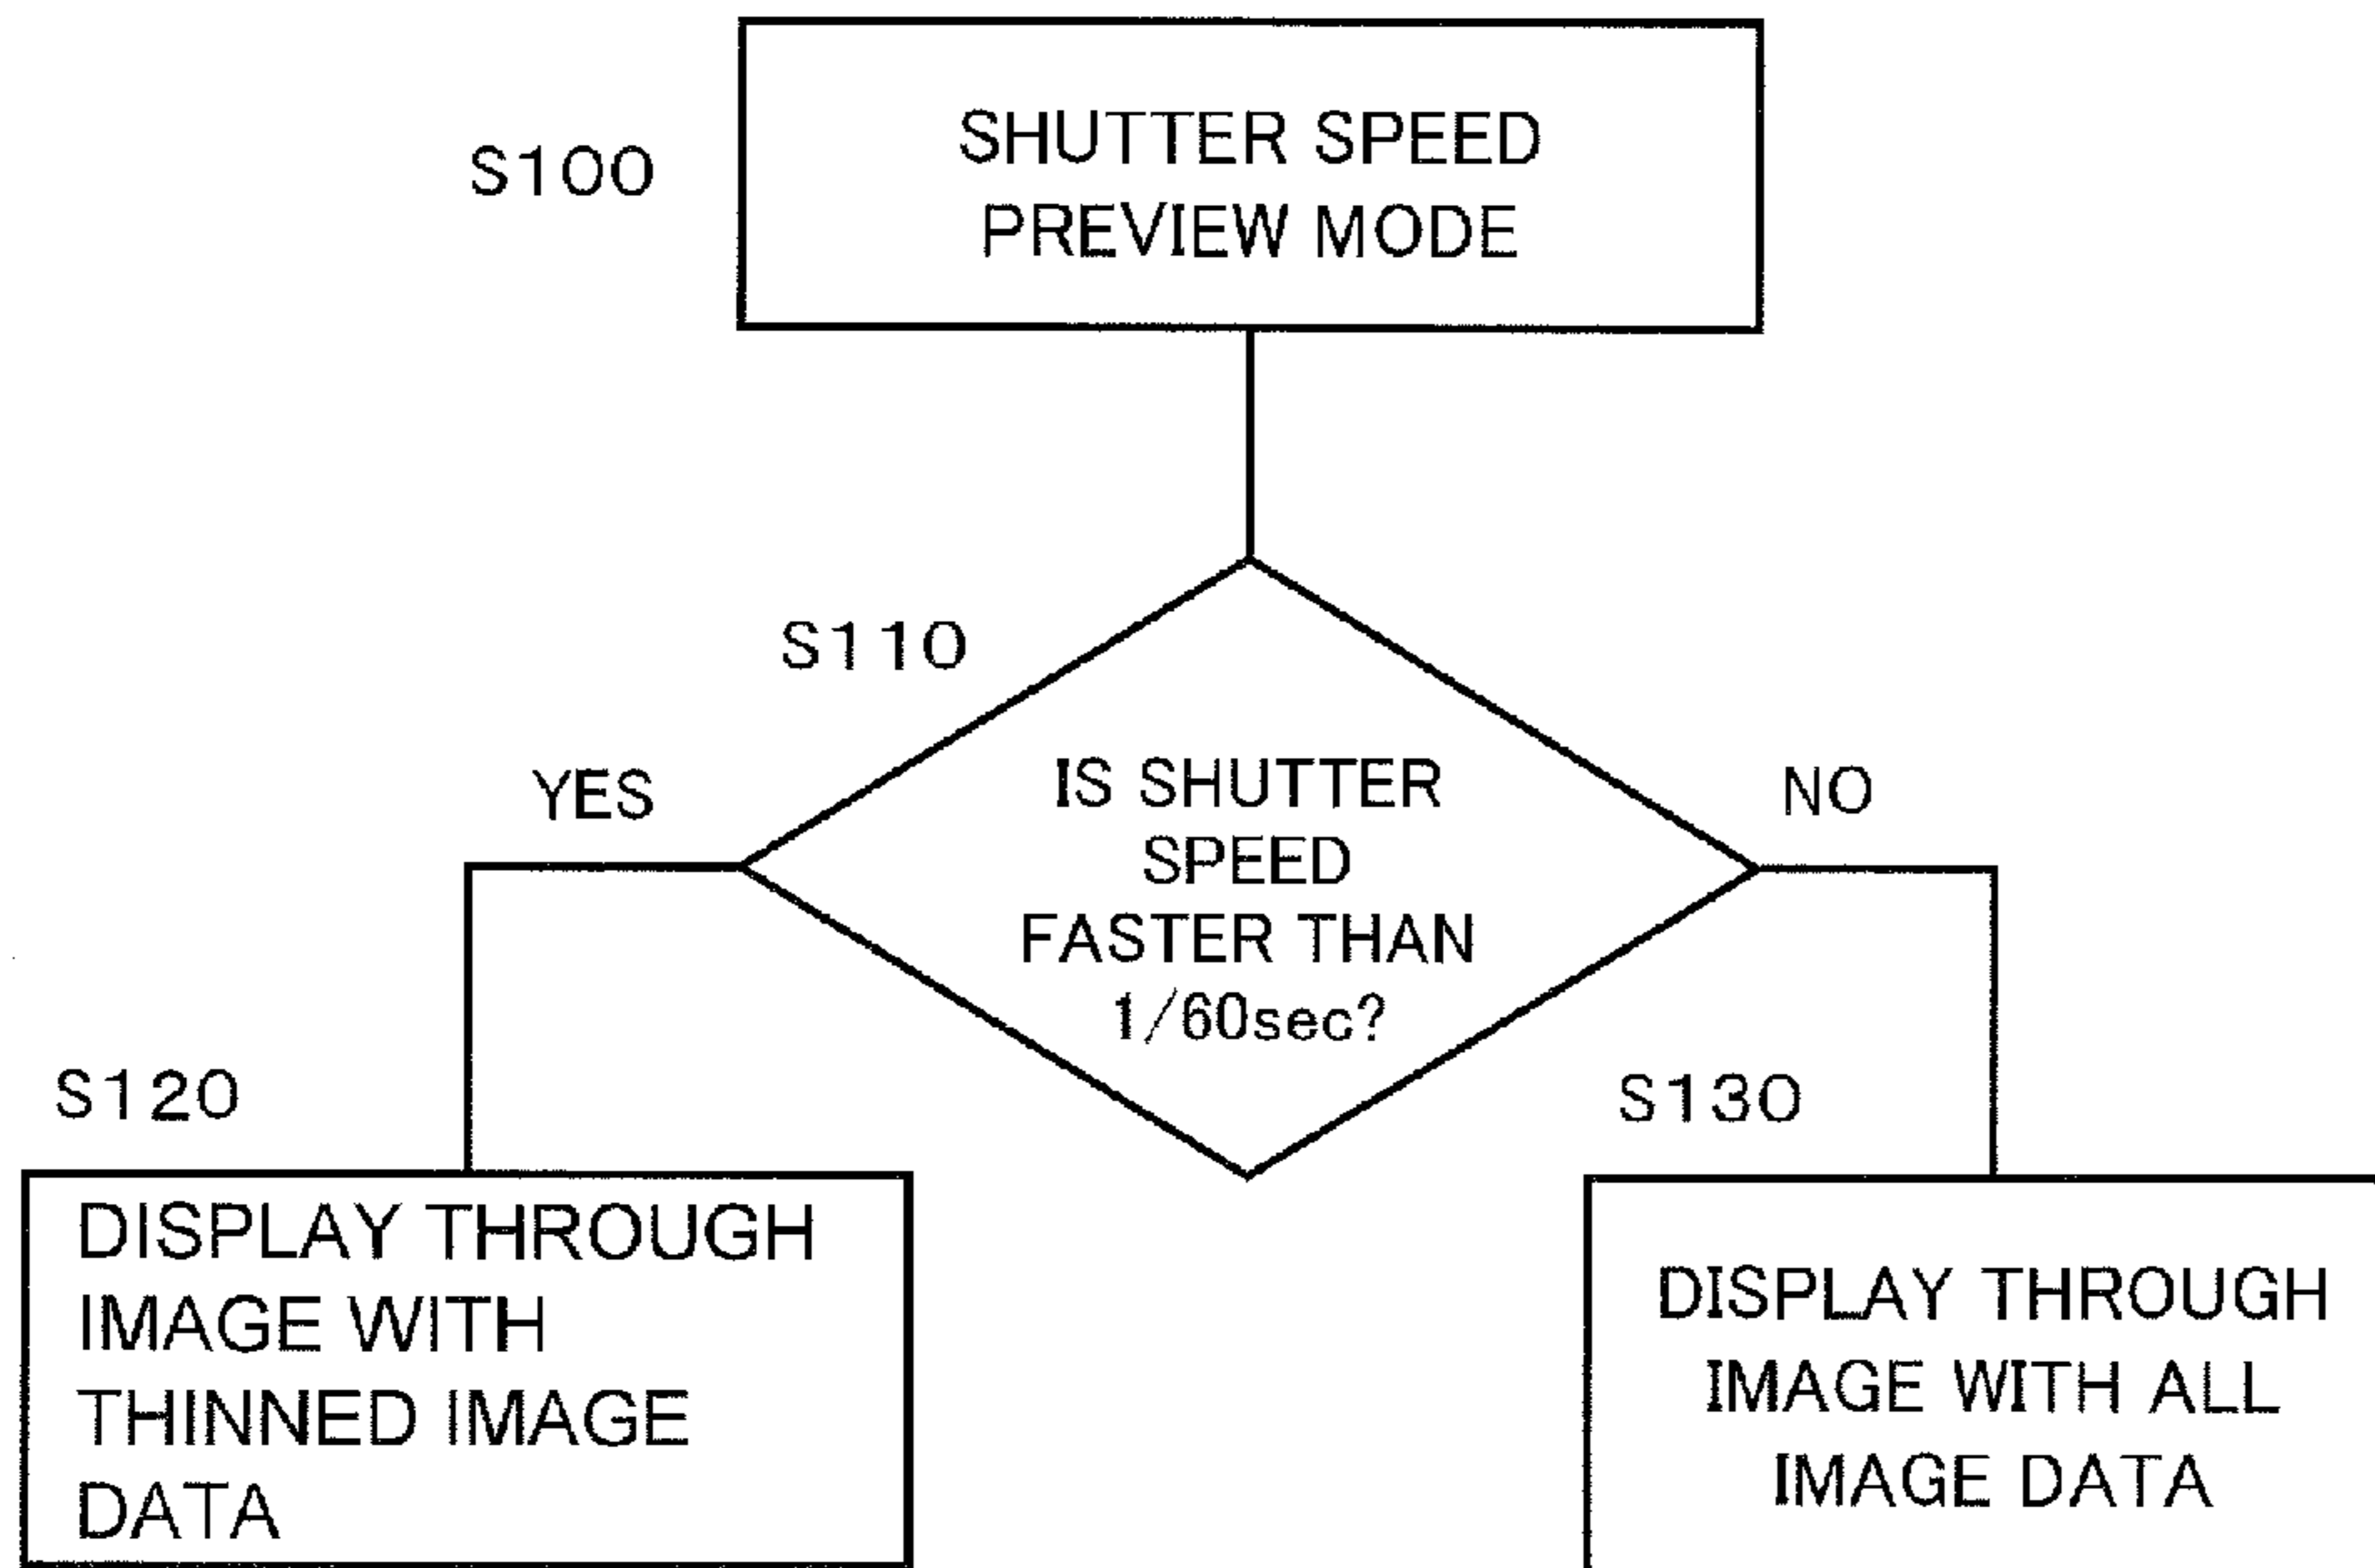 S100
SHUTTER SPEED
PREVIEW MODE
S110
YES
IS SHUTTER
SPEED
FASTER THAN
1/60sec?
NO
S120
DISPLAY THROUGH
IMAGE WITH
THINNED IMAGE
DATA
S130
DISPLAY THROUGH
IMAGE WITH ALL
IMAGE DATA